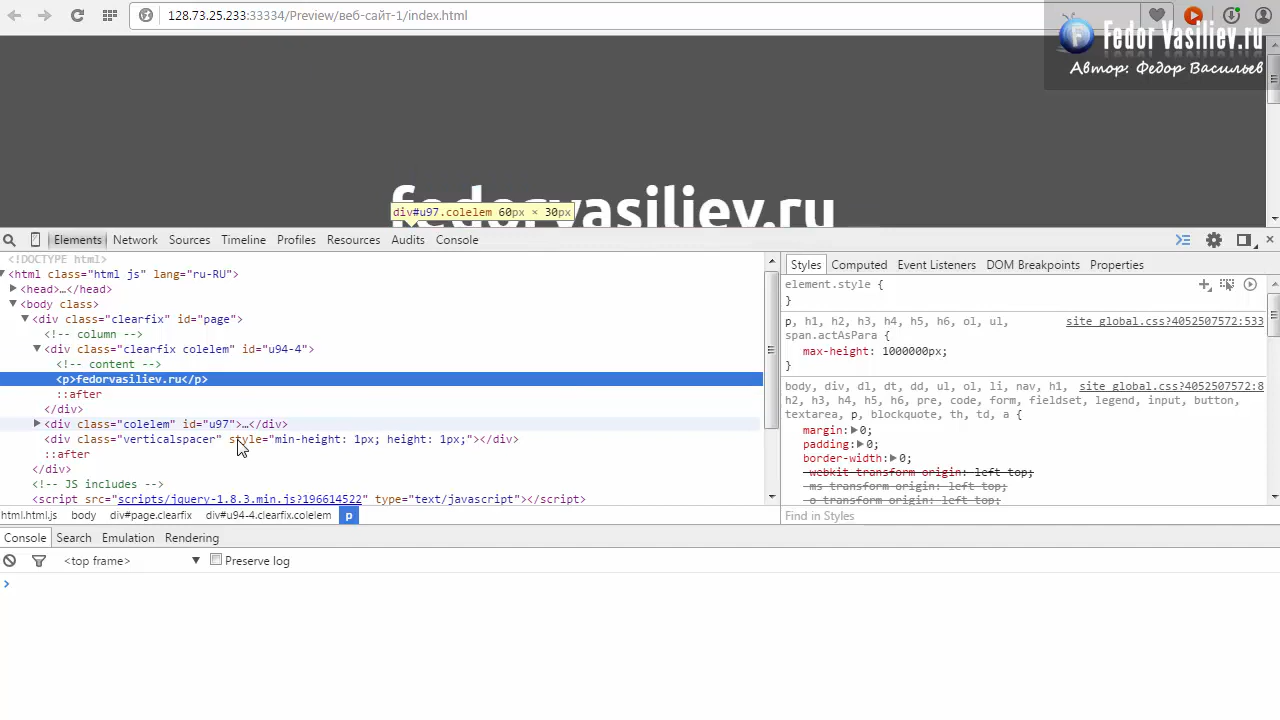 128.73.25.233:33334/Preview/веб-сайт-1/index.html
Fedor Vasiliev.ru
Автор: Федор Васильев
fedorvasiliev.ru
div#u97.colelem 60px × 30px
Elements Network Sources Timeline Profiles Resources Audits Console
<!DOCTYPE html>
<html class="html js" lang="ru-RU">
<head>…</head>
<body class>
<div class="clearfix" id="page">
<!-- column -->
<div class="clearfix colelem" id="u94-4">
<!-- content -->
<p>fedorvasiliev.ru</p>
::after
</div>
<div class="colelem" id="u97">…</div>
<div class="verticalspacer" style="min-height: 1px; height: 1px;"></div>
::after
</div>
<!-- JS includes -->
<script src="scripts/jquery-1.8.3.min.js?196614522" type="text/javascript"></script>
html.html.js body div#page.clearfix div#u94-4.clearfix.colelem p
Styles Computed Event Listeners DOM Breakpoints Properties
element.style {
}
p, h1, h2, h3, h4, h5, h6, ol, ul, site_global.css?4052507572:533
span.actAsPara {
max-height: 1000000px;
}
body, div, dl, dt, dd, ul, ol, li, nav, h1, site_global.css?4052507572:8
h2, h3, h4, h5, h6, pre, code, form, fieldset, legend, input, button,
textarea, p, blockquote, th, td, a {
margin: 0;
padding: 0;
border-width: 0;
-webkit-transform-origin: left top;
-ms-transform-origin: left top;
-o-transform-origin: left top;
Find in Styles
Console Search Emulation Rendering
<top frame> Preserve log